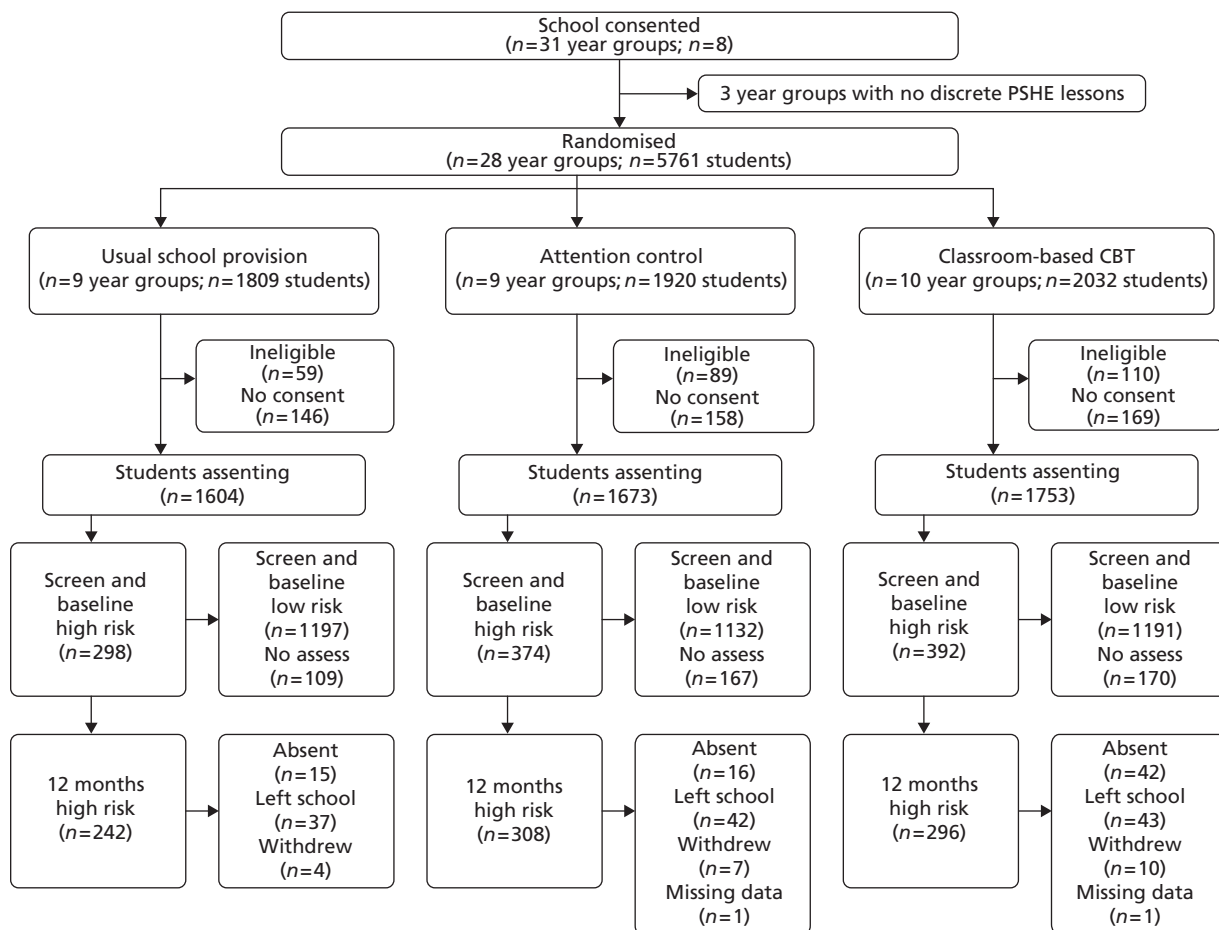 School consented
(n=31 year groups; n=8)
3 year groups with no discrete PSHE lessons
Randomised
(n=28 year groups; n=5761 students)
Usual school provision
(n=9 year groups; n=1809 students)
Attention control
(n=9 year groups; n=1920 students)
Classroom-based CBT
(n=10 year groups; n=2032 students)
Ineligible
(n=59)
No consent
(n=146)
Ineligible
(n=89)
No consent
(n=158)
Ineligible
(n=110)
No consent
(n=169)
Students assenting
(n=1604)
Students assenting
(n=1673)
Students assenting
(n=1753)
Screen and
baseline
high risk
(n=298)
Screen and
baseline
low risk
(n=1197)
No assess
(n=109)
Screen and
baseline
high risk
(n=374)
Screen and
baseline
low risk
(n=1132)
No assess
(n=167)
Screen and
baseline
high risk
(n=392)
Screen and
baseline
low risk
(n=1191)
No assess
(n=170)
12 months
high risk
(n=242)
Absent
(n=15)
Left school
(n=37)
Withdrew
(n=4)
12 months
high risk
(n=308)
Absent
(n=16)
Left school
(n=42)
Withdrew
(n=7)
Missing data
(n=1)
12 months
high risk
(n=296)
Absent
(n=42)
Left school
(n=43)
Withdrew
(n=10)
Missing data
(n=1)